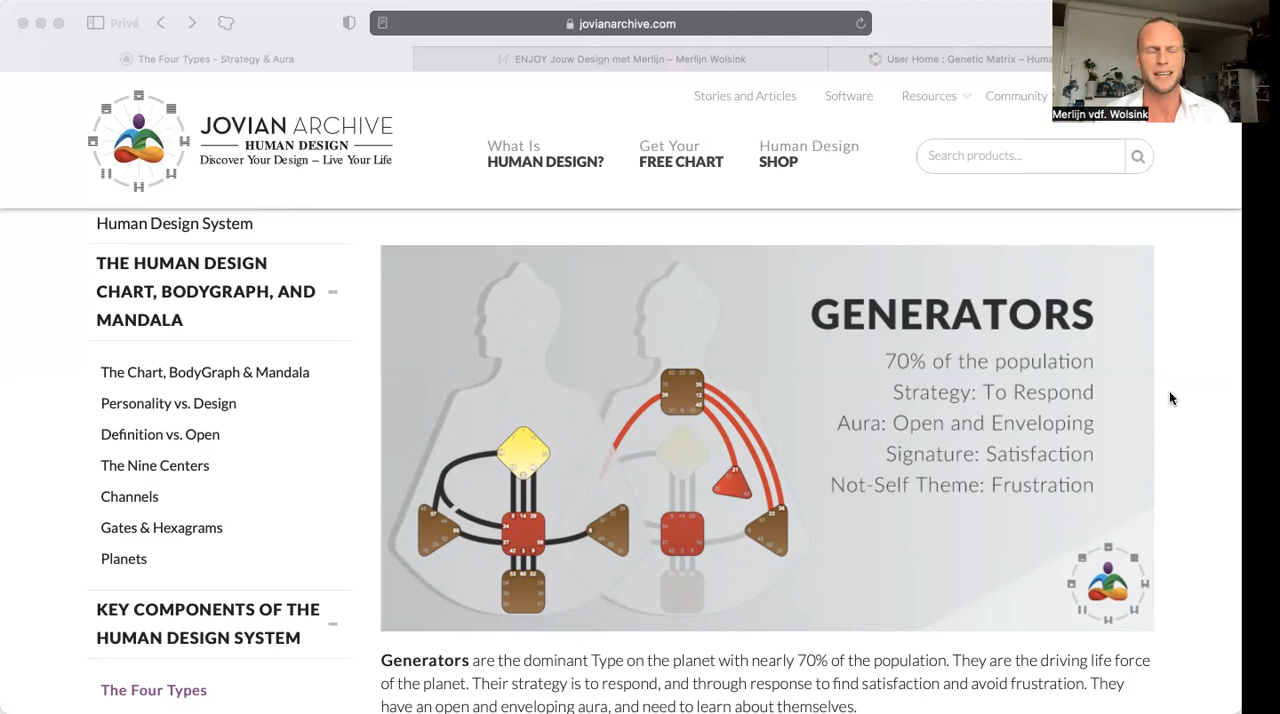 Privé
jovianarchive.com
The Four Types - Strategy & Aura
ENJOY Jouw Design met Merlijn – Merlijn Wolsink
User Home : Genetic Matrix – Huma
Merlijn vdf. Wolsink
Stories and Articles
Software
Resources
Community
JOVIAN ARCHIVE
HUMAN DESIGN
Discover Your Design – Live Your Life
What Is
HUMAN DESIGN?
Get Your
FREE CHART
Human Design
SHOP
Search products...
Human Design System
THE HUMAN DESIGN
CHART, BODYGRAPH, AND
MANDALA
The Chart, BodyGraph & Mandala
Personality vs. Design
Definition vs. Open
The Nine Centers
Channels
Gates & Hexagrams
Planets
KEY COMPONENTS OF THE
HUMAN DESIGN SYSTEM
The Four Types
GENERATORS
70% of the population
Strategy: To Respond
Aura: Open and Enveloping
Signature: Satisfaction
Not-Self Theme: Frustration
Generators are the dominant Type on the planet with nearly 70% of the population. They are the driving life force
of the planet. Their strategy is to respond, and through response to find satisfaction and avoid frustration. They
have an open and enveloping aura, and need to learn about themselves.